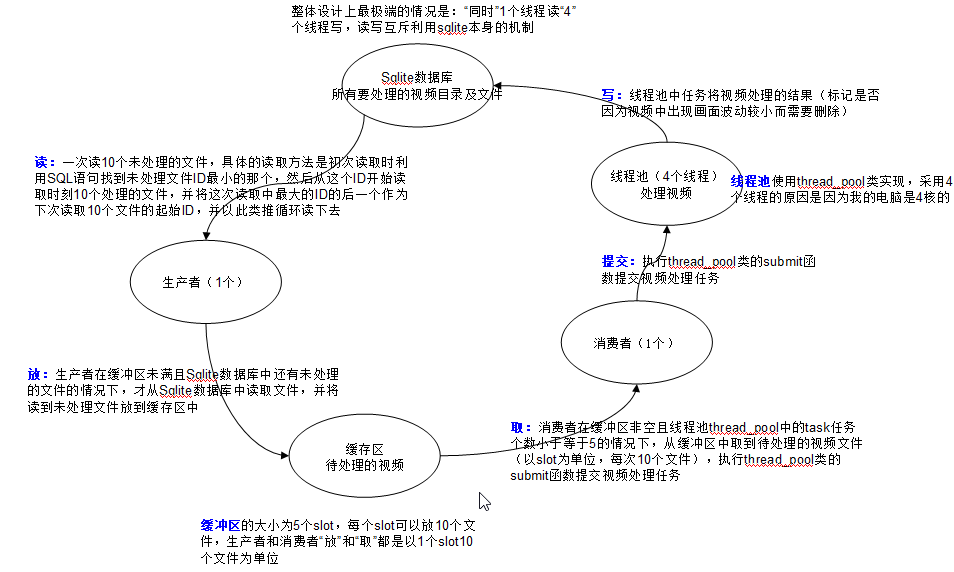 整体设计上最极端的情况是：“同时”1个线程读“4”
个线程写，读写互斥利用sqlite本身的机制
Sqlite数据库
所有要处理的视频目录及文件
写：线程池中任务将视频处理的结果（标记是否
因为视频中出现画面波动较小而需要删除）
读：一次读10个未处理的文件，具体的读取方法是初次读取时利
用SQL语句找到未处理文件ID最小的那个，然后从这个ID开始读
取时刻10个处理的文件，并将这次读取中最大的ID的后一个作为
下次读取10个文件的起始ID，并以此类推循环读下去
线程池（4个线程）
处理视频
线程池使用thread_pool类实现，采用4
个线程的原因是因为我的电脑是4核的
生产者（1个）
提交：执行thread_pool类的submit函
数提交视频处理任务
消费者（1个）
放：生产者在缓冲区未满且Sqlite数据库中还有未处理
的文件的情况下，才从Sqlite数据库中读取文件，并将
读到未处理文件放到缓存区中
缓存区
待处理的视频
取：消费者在缓冲区非空且线程池thread_pool中的task任务
个数小于等于5的情况下，从缓冲区中取到待处理的视频文件
（以slot为单位，每次10个文件），执行thread_pool类的
submit函数提交视频处理任务
缓冲区的大小为5个slot，每个slot可以放10个文
件，生产者和消费者“放”和“取”都是以1个slot10
个文件为单位